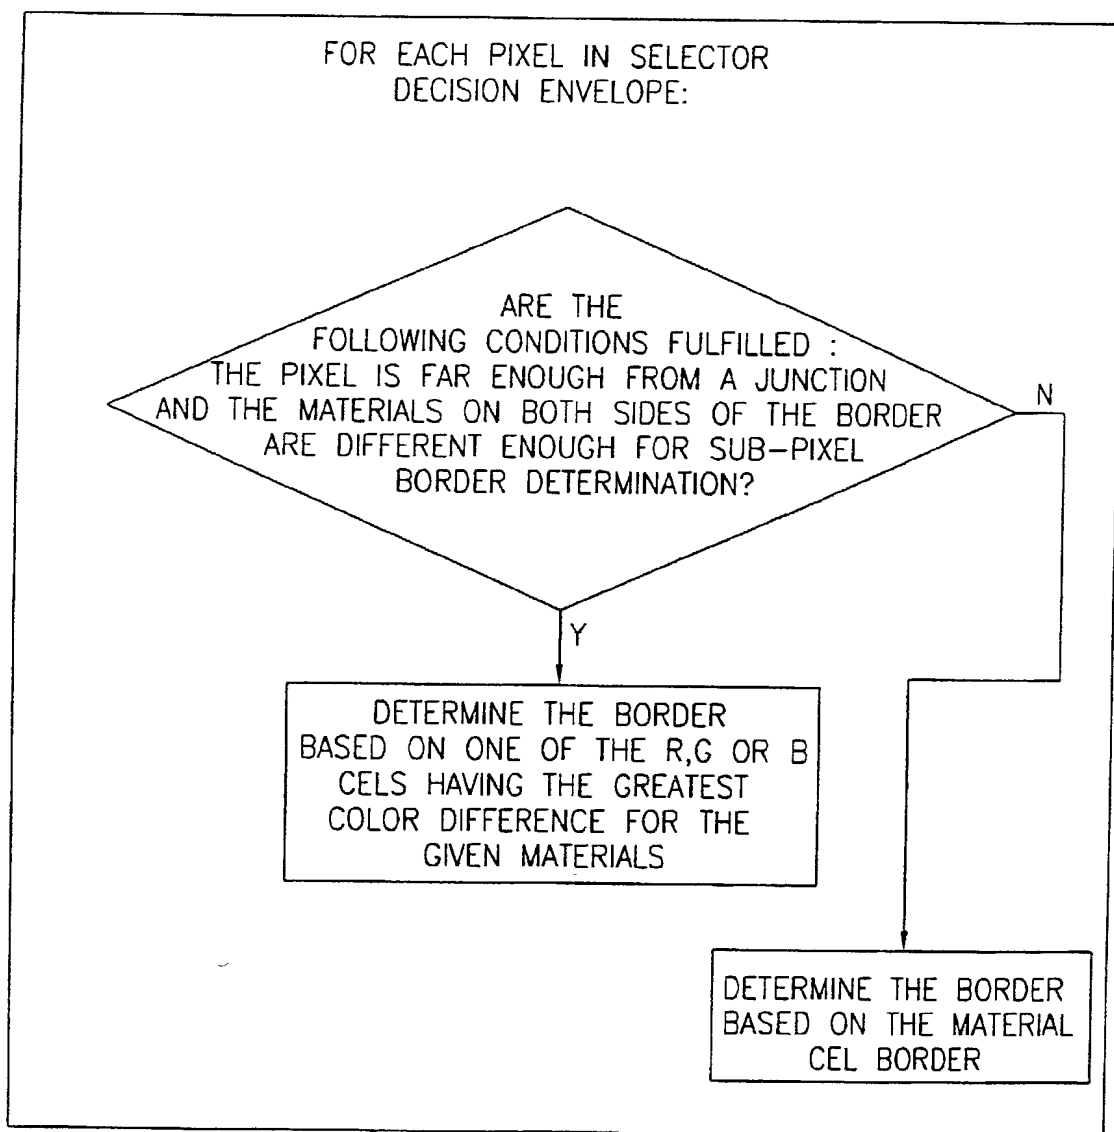 FOR EACH PIXEL IN SELECTOR
DECISION ENVELOPE:
ARE THE
FOLLOWING CONDITIONS FULFILLED :
THE PIXEL IS FAR ENOUGH FROM A JUNCTION
AND THE MATERIALS ON BOTH SIDES OF THE BORDER
ARE DIFFERENT ENOUGH FOR SUB-PIXEL
BORDER DETERMINATION?
N
Y
DETERMINE THE BORDER
BASED ON ONE OF THE R,G OR B
CELS HAVING THE GREATEST
COLOR DIFFERENCE FOR THE
GIVEN MATERIALS
DETERMINE THE BORDER
BASED ON THE MATERIAL
CEL BORDER